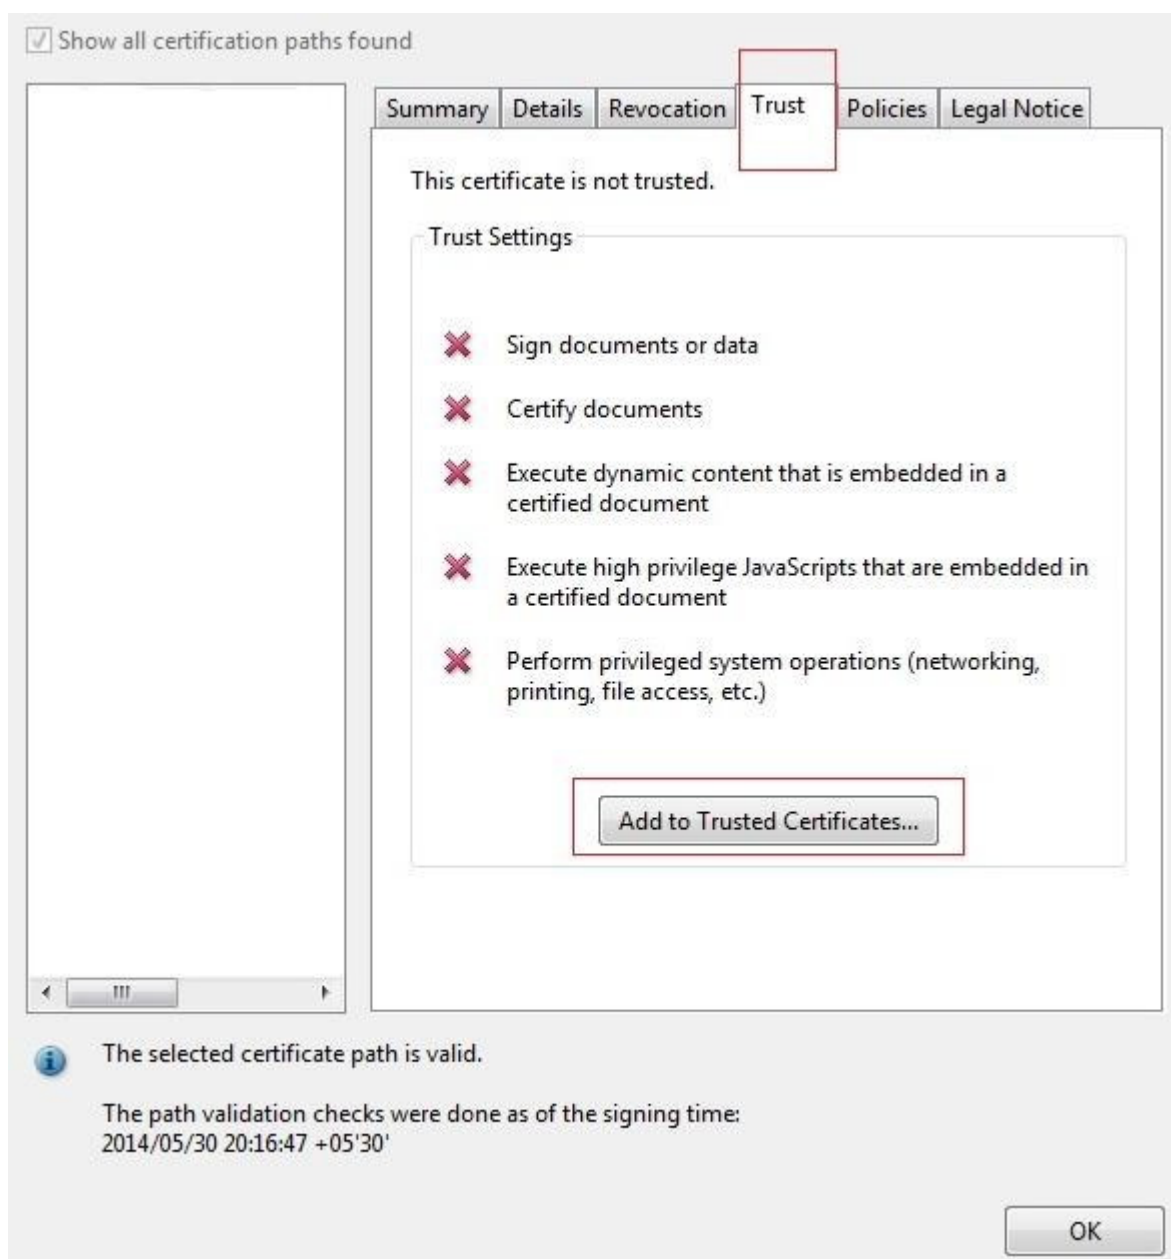 Show all certification paths found
Summary Details Revocation Trust Policies Legal Notice
This certificate is not trusted.
Trust Settings
Sign documents or data
Certify documents
Execute dynamic content that is embedded in a
certified document
Execute high privilege JavaScripts that are embedded in
a certified document
Perform privileged system operations (networking,
printing, file access, etc.)
Add to Trusted Certificates...
The selected certificate path is valid.
The path validation checks were done as of the signing time:
2014/05/30 20:16:47 +05'30'
OK